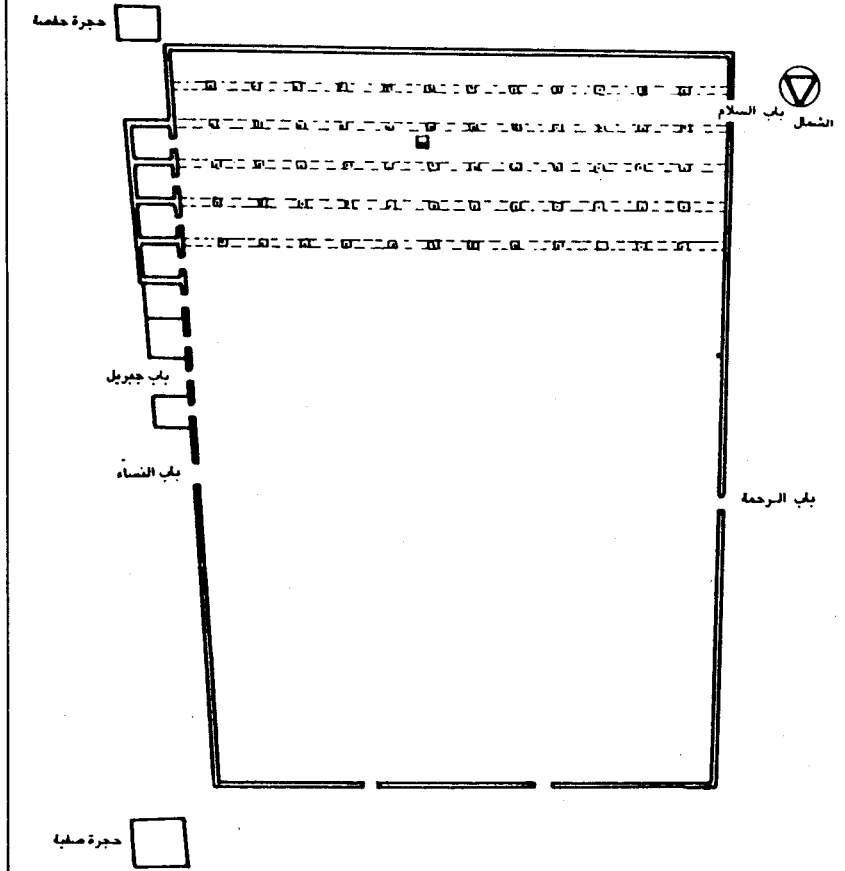 حجرة حفصة
باب السلام
الشمال
باب جبريل
باب النساء
باب الرحمة
حجرة صفية